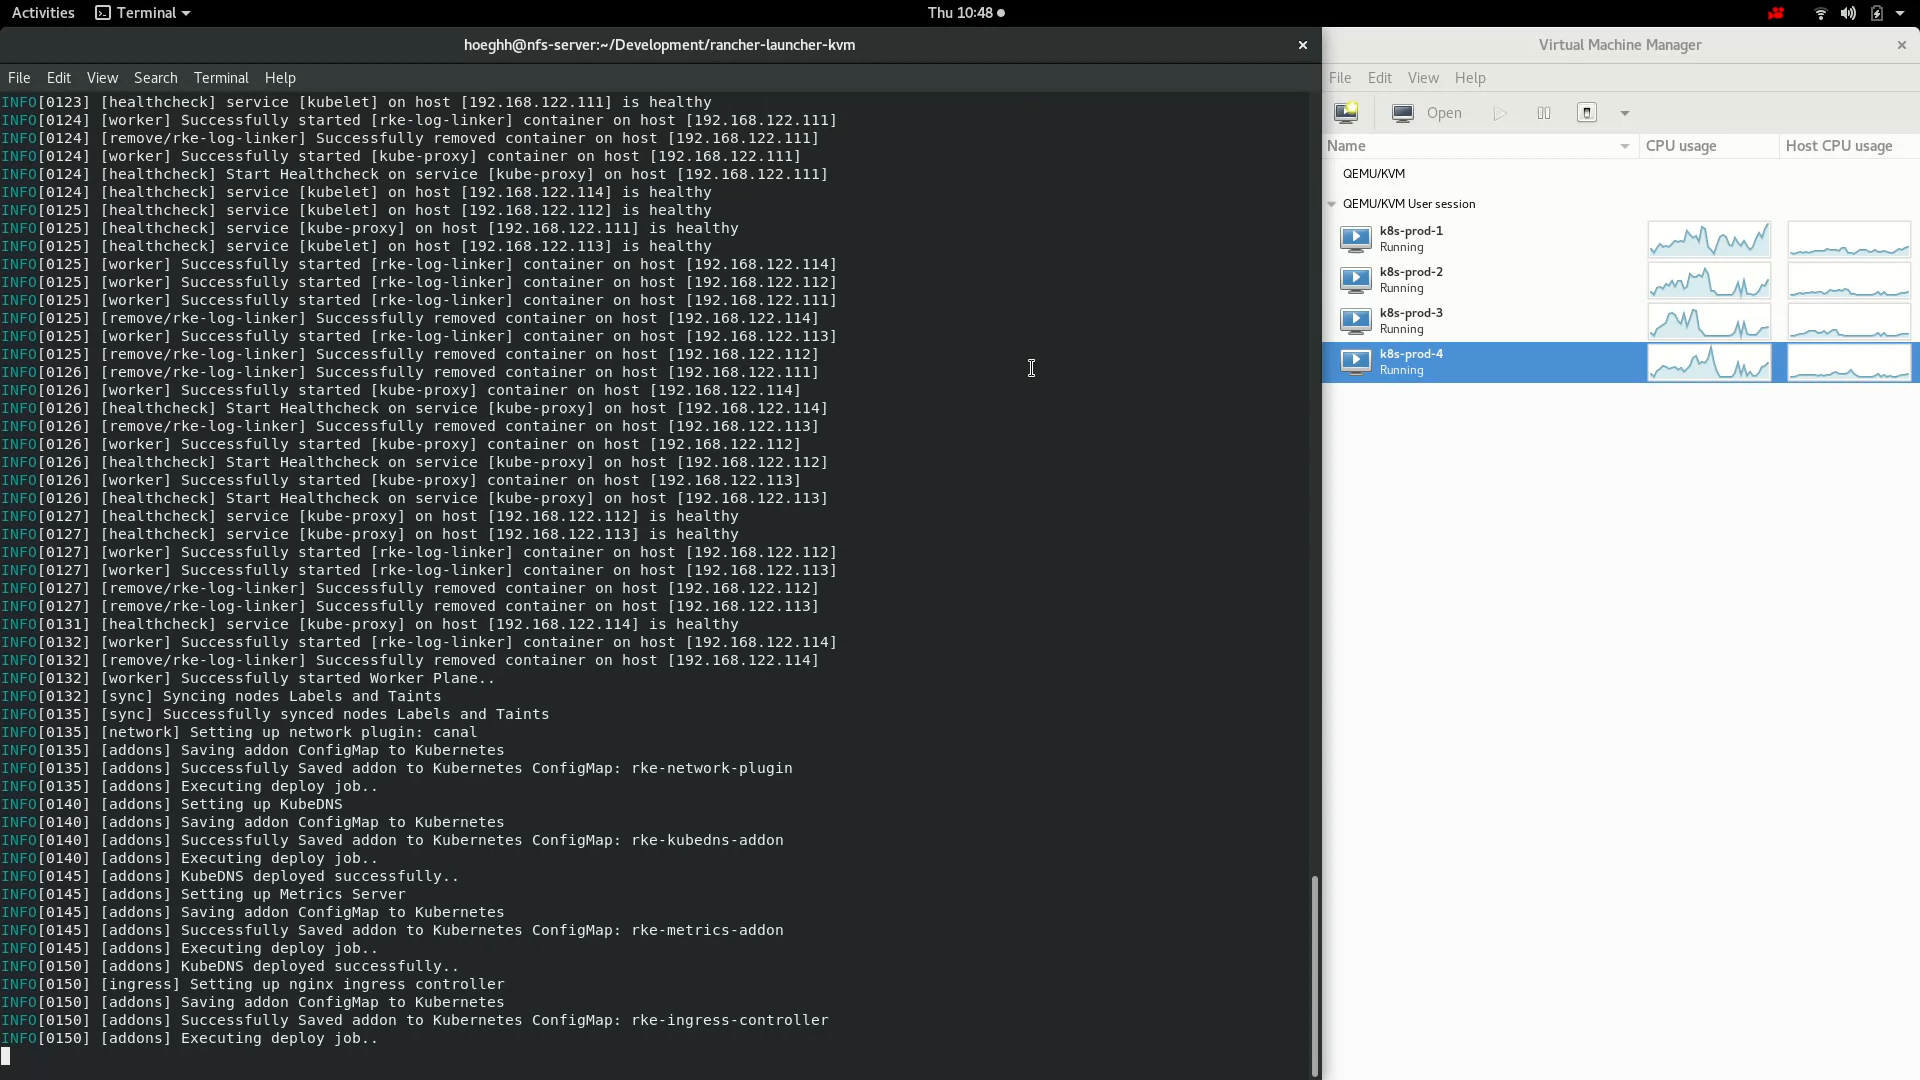 Activities Terminal Thu 10:48
hoeghh@nfs-server:~/Development/rancher-launcher-kvm
File Edit View Search Terminal Help
INFO[0123] [healthcheck] service [kubelet] on host [192.168.122.111] is healthy
INFO[0124] [worker] Successfully started [rke-log-linker] container on host [192.168.122.111]
INFO[0124] [remove/rke-log-linker] Successfully removed container on host [192.168.122.111]
INFO[0124] [worker] Successfully started [kube-proxy] container on host [192.168.122.111]
INFO[0124] [healthcheck] Start Healthcheck on service [kube-proxy] on host [192.168.122.111]
INFO[0124] [healthcheck] service [kubelet] on host [192.168.122.114] is healthy
INFO[0125] [healthcheck] service [kubelet] on host [192.168.122.112] is healthy
INFO[0125] [healthcheck] service [kube-proxy] on host [192.168.122.111] is healthy
INFO[0125] [healthcheck] service [kubelet] on host [192.168.122.113] is healthy
INFO[0125] [worker] Successfully started [rke-log-linker] container on host [192.168.122.114]
INFO[0125] [worker] Successfully started [rke-log-linker] container on host [192.168.122.112]
INFO[0125] [worker] Successfully started [rke-log-linker] container on host [192.168.122.111]
INFO[0125] [remove/rke-log-linker] Successfully removed container on host [192.168.122.114]
INFO[0125] [worker] Successfully started [rke-log-linker] container on host [192.168.122.113]
INFO[0125] [remove/rke-log-linker] Successfully removed container on host [192.168.122.112]
INFO[0126] [remove/rke-log-linker] Successfully removed container on host [192.168.122.111]
INFO[0126] [worker] Successfully started [kube-proxy] container on host [192.168.122.114]
INFO[0126] [healthcheck] Start Healthcheck on service [kube-proxy] on host [192.168.122.114]
INFO[0126] [remove/rke-log-linker] Successfully removed container on host [192.168.122.113]
INFO[0126] [worker] Successfully started [kube-proxy] container on host [192.168.122.112]
INFO[0126] [healthcheck] Start Healthcheck on service [kube-proxy] on host [192.168.122.112]
INFO[0126] [worker] Successfully started [kube-proxy] container on host [192.168.122.113]
INFO[0126] [healthcheck] Start Healthcheck on service [kube-proxy] on host [192.168.122.113]
INFO[0127] [healthcheck] service [kube-proxy] on host [192.168.122.112] is healthy
INFO[0127] [healthcheck] service [kube-proxy] on host [192.168.122.113] is healthy
INFO[0127] [worker] Successfully started [rke-log-linker] container on host [192.168.122.112]
INFO[0127] [worker] Successfully started [rke-log-linker] container on host [192.168.122.113]
INFO[0127] [remove/rke-log-linker] Successfully removed container on host [192.168.122.112]
INFO[0127] [remove/rke-log-linker] Successfully removed container on host [192.168.122.113]
INFO[0131] [healthcheck] service [kube-proxy] on host [192.168.122.114] is healthy
INFO[0132] [worker] Successfully started [rke-log-linker] container on host [192.168.122.114]
INFO[0132] [remove/rke-log-linker] Successfully removed container on host [192.168.122.114]
INFO[0132] [worker] Successfully started Worker Plane..
INFO[0132] [sync] Syncing nodes Labels and Taints
INFO[0135] [sync] Successfully synced nodes Labels and Taints
INFO[0135] [network] Setting up network plugin: canal
INFO[0135] [addons] Saving addon ConfigMap to Kubernetes
INFO[0135] [addons] Successfully Saved addon to Kubernetes ConfigMap: rke-network-plugin
INFO[0135] [addons] Executing deploy job..
INFO[0140] [addons] Setting up KubeDNS
INFO[0140] [addons] Saving addon ConfigMap to Kubernetes
INFO[0140] [addons] Successfully Saved addon to Kubernetes ConfigMap: rke-kubedns-addon
INFO[0140] [addons] Executing deploy job..
INFO[0145] [addons] KubeDNS deployed successfully..
INFO[0145] [addons] Setting up Metrics Server
INFO[0145] [addons] Saving addon ConfigMap to Kubernetes
INFO[0145] [addons] Successfully Saved addon to Kubernetes ConfigMap: rke-metrics-addon
INFO[0145] [addons] Executing deploy job..
INFO[0150] [addons] KubeDNS deployed successfully..
INFO[0150] [ingress] Setting up nginx ingress controller
INFO[0150] [addons] Saving addon ConfigMap to Kubernetes
INFO[0150] [addons] Successfully Saved addon to Kubernetes ConfigMap: rke-ingress-controller
INFO[0150] [addons] Executing deploy job..
Virtual Machine Manager
File Edit View Help
Open
Name CPU usage Host CPU usage
QEMU/KVM
QEMU/KVM User session
k8s-prod-1
Running
k8s-prod-2
Running
k8s-prod-3
Running
k8s-prod-4
Running